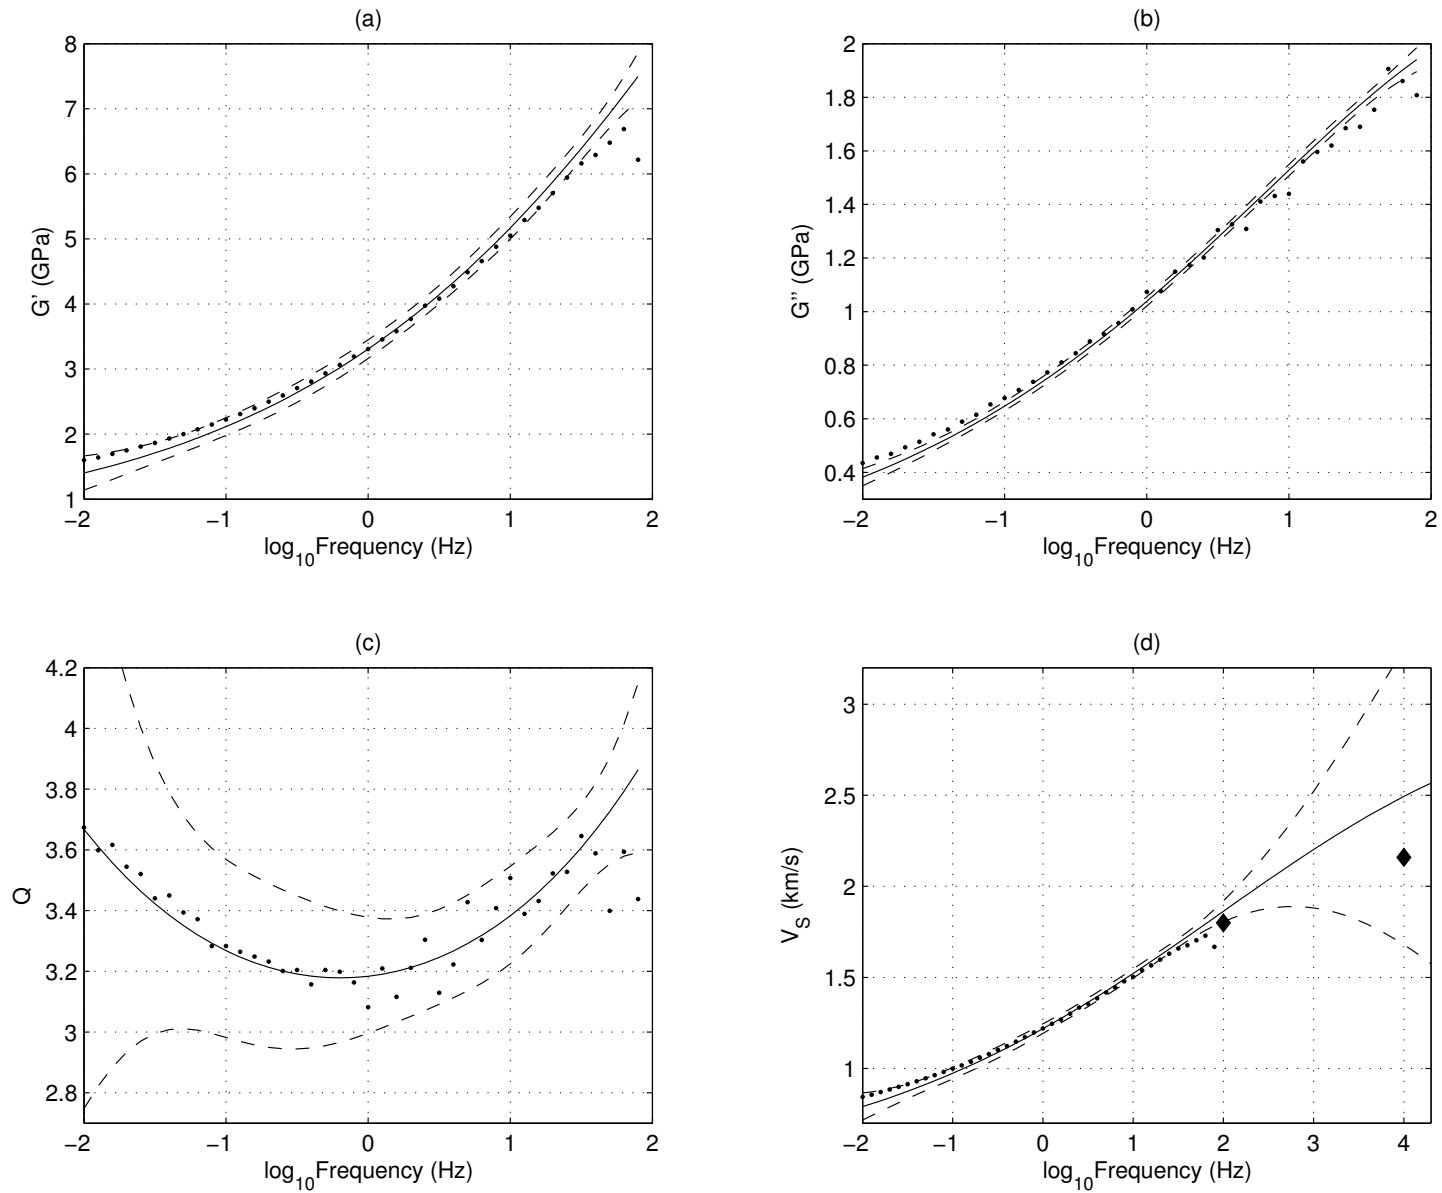 (a)
8
7
6
5
4
3
2
1
G' (GPa)
−2 −1 0 1 2
log10Frequency (Hz)
(b)
2
1.8
1.6
1.4
1.2
1
0.8
0.6
0.4
G'' (GPa)
−2 −1 0 1 2
log10Frequency (Hz)
(c)
4.2
4
3.8
3.6
3.4
3.2
3
2.8
Q
−2 −1 0 1 2
log10Frequency (Hz)
(d)
3
2.5
2
1.5
1
VS (km/s)
−2 −1 0 1 2 3 4
log10Frequency (Hz)